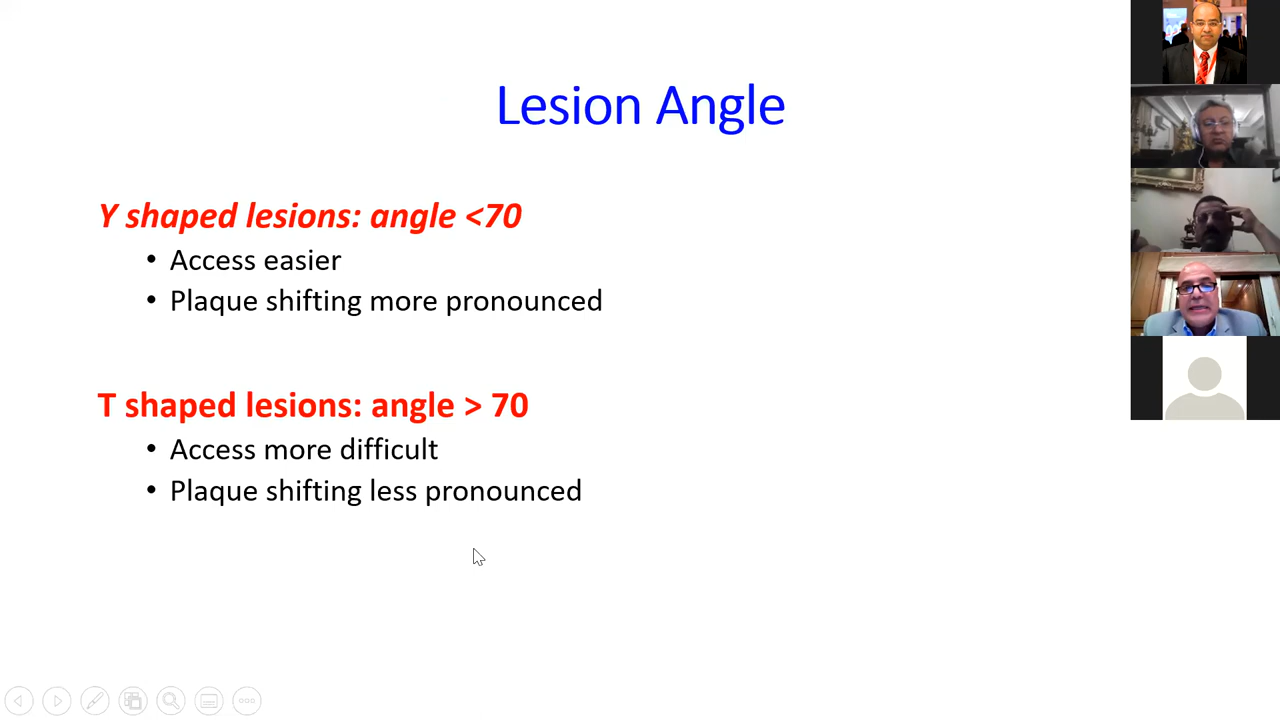 Lesion Angle
Y shaped lesions: angle <70
• Access easier
• Plaque shifting more pronounced
T shaped lesions: angle > 70
• Access more difficult
• Plaque shifting less pronounced